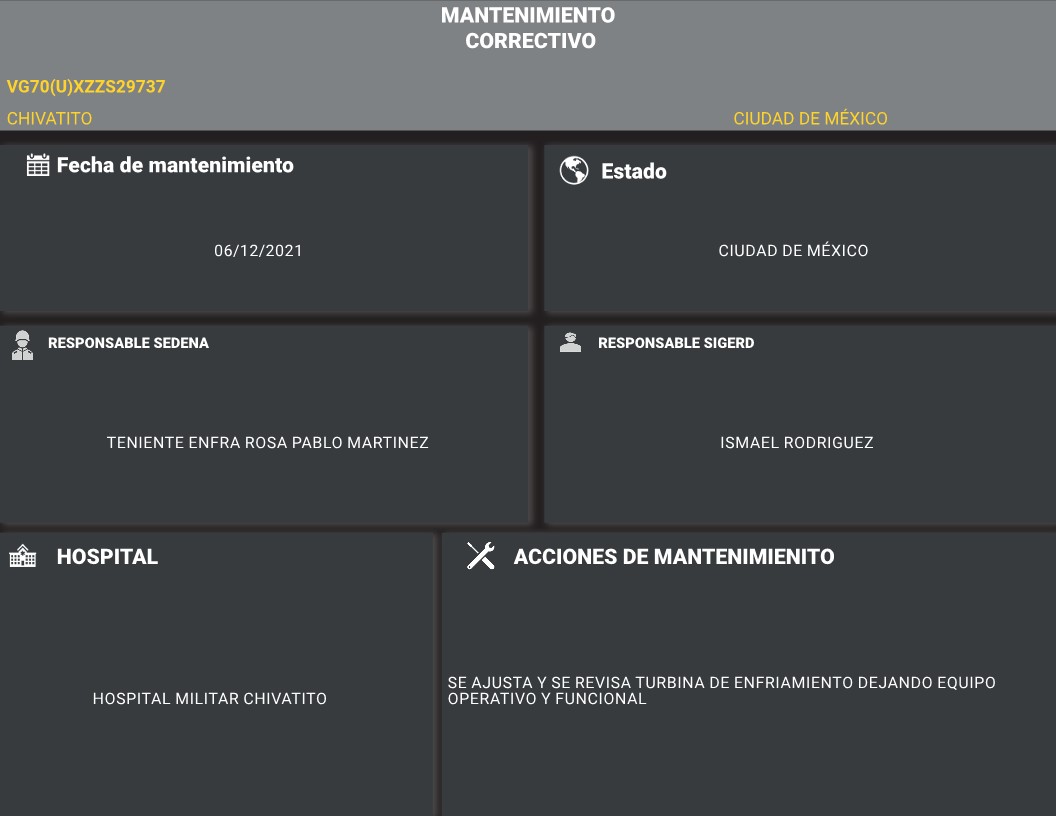 MANTENIMIENTO
CORRECTIVO
VG70(U)XZZS29737
CHIVATITO
CIUDAD DE MÉXICO
Fecha de mantenimiento
06/12/2021
Estado
CIUDAD DE MÉXICO
RESPONSABLE SEDENA
TENIENTE ENFRA ROSA PABLO MARTINEZ
RESPONSABLE SIGERD
ISMAEL RODRIGUEZ
HOSPITAL
HOSPITAL MILITAR CHIVATITO
ACCIONES DE MANTENIMIENITO
SE AJUSTA Y SE REVISA TURBINA DE ENFRIAMIENTO DEJANDO EQUIPO
OPERATIVO Y FUNCIONAL